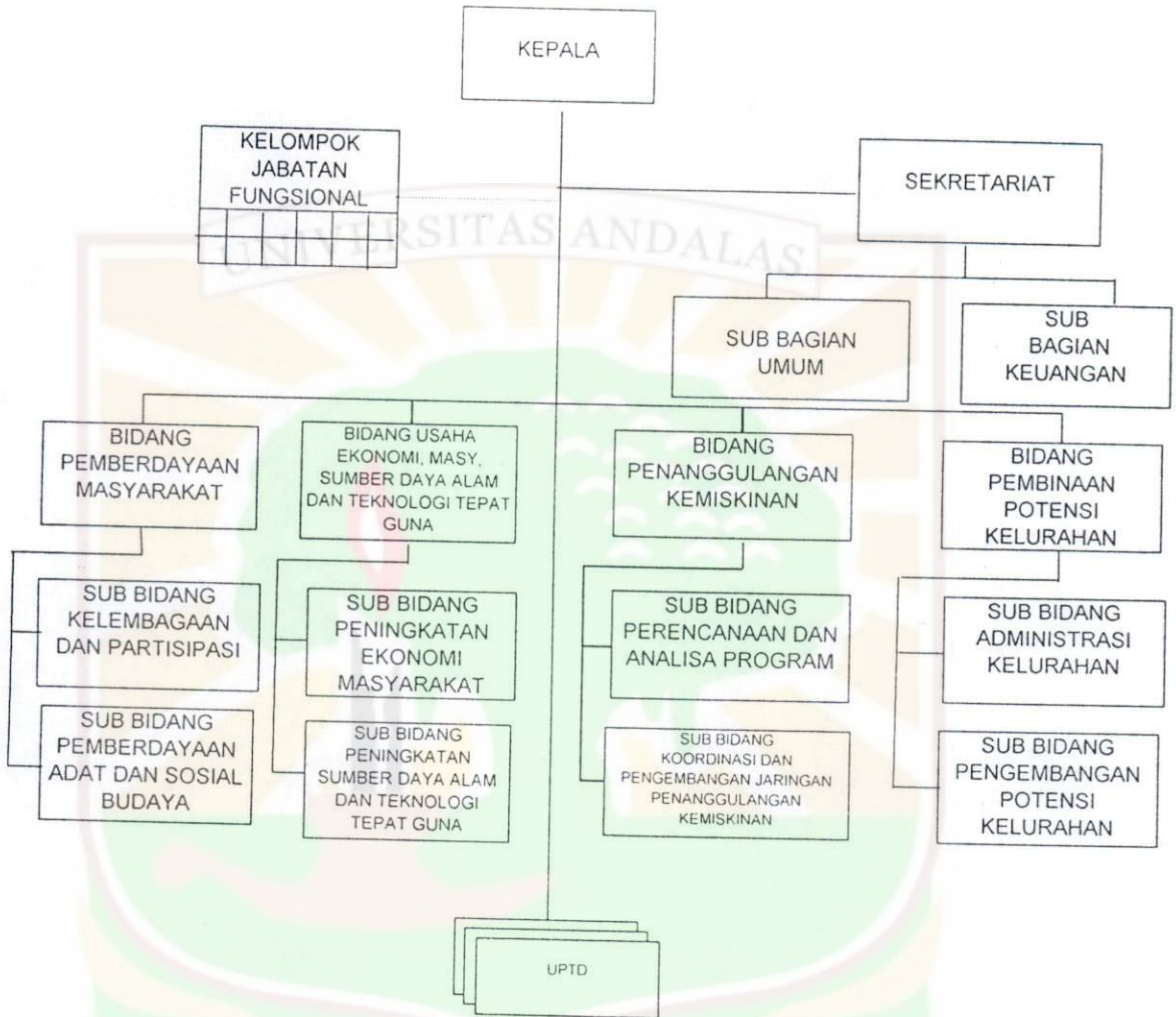 KEPALA
KELOMPOK
JABATAN
FUNGSIONAL
SEKRETARIAT
UNIVERSITAS ANDALAS
SUB BAGIAN
UMUM
SUB
BAGIAN
KEUANGAN
BIDANG
PEMBERDAYAAN
MASYARAKAT
BIDANG USAHA
EKONOMI, MASY,
SUMBER DAYA ALAM
DAN TEKNOLOGI TEPAT
GUNA
BIDANG
PENANGGULANGAN
KEMISKINAN
BIDANG
PEMBINAAN
POTENSI
KELURAHAN
SUB BIDANG
KELEMBAGAAN
DAN PARTISIPASI
SUB BIDANG
PENINGKATAN
EKONOMI
MASYARAKAT
SUB BIDANG
PERENCANAAN DAN
ANALISA PROGRAM
SUB BIDANG
ADMINISTRASI
KELURAHAN
SUB BIDANG
PEMBERDAYAAN
ADAT DAN SOSIAL
BUDAYA
SUB BIDANG
PENINGKATAN
SUMBER DAYA ALAM
DAN TEKNOLOGI
TEPAT GUNA
SUB BIDANG
KOORDINASI DAN
PENGEMBANGAN JARINGAN
PENANGGULANGAN
KEMISKINAN
SUB BIDANG
PENGEMBANGAN
POTENSI
KELURAHAN
UPTD